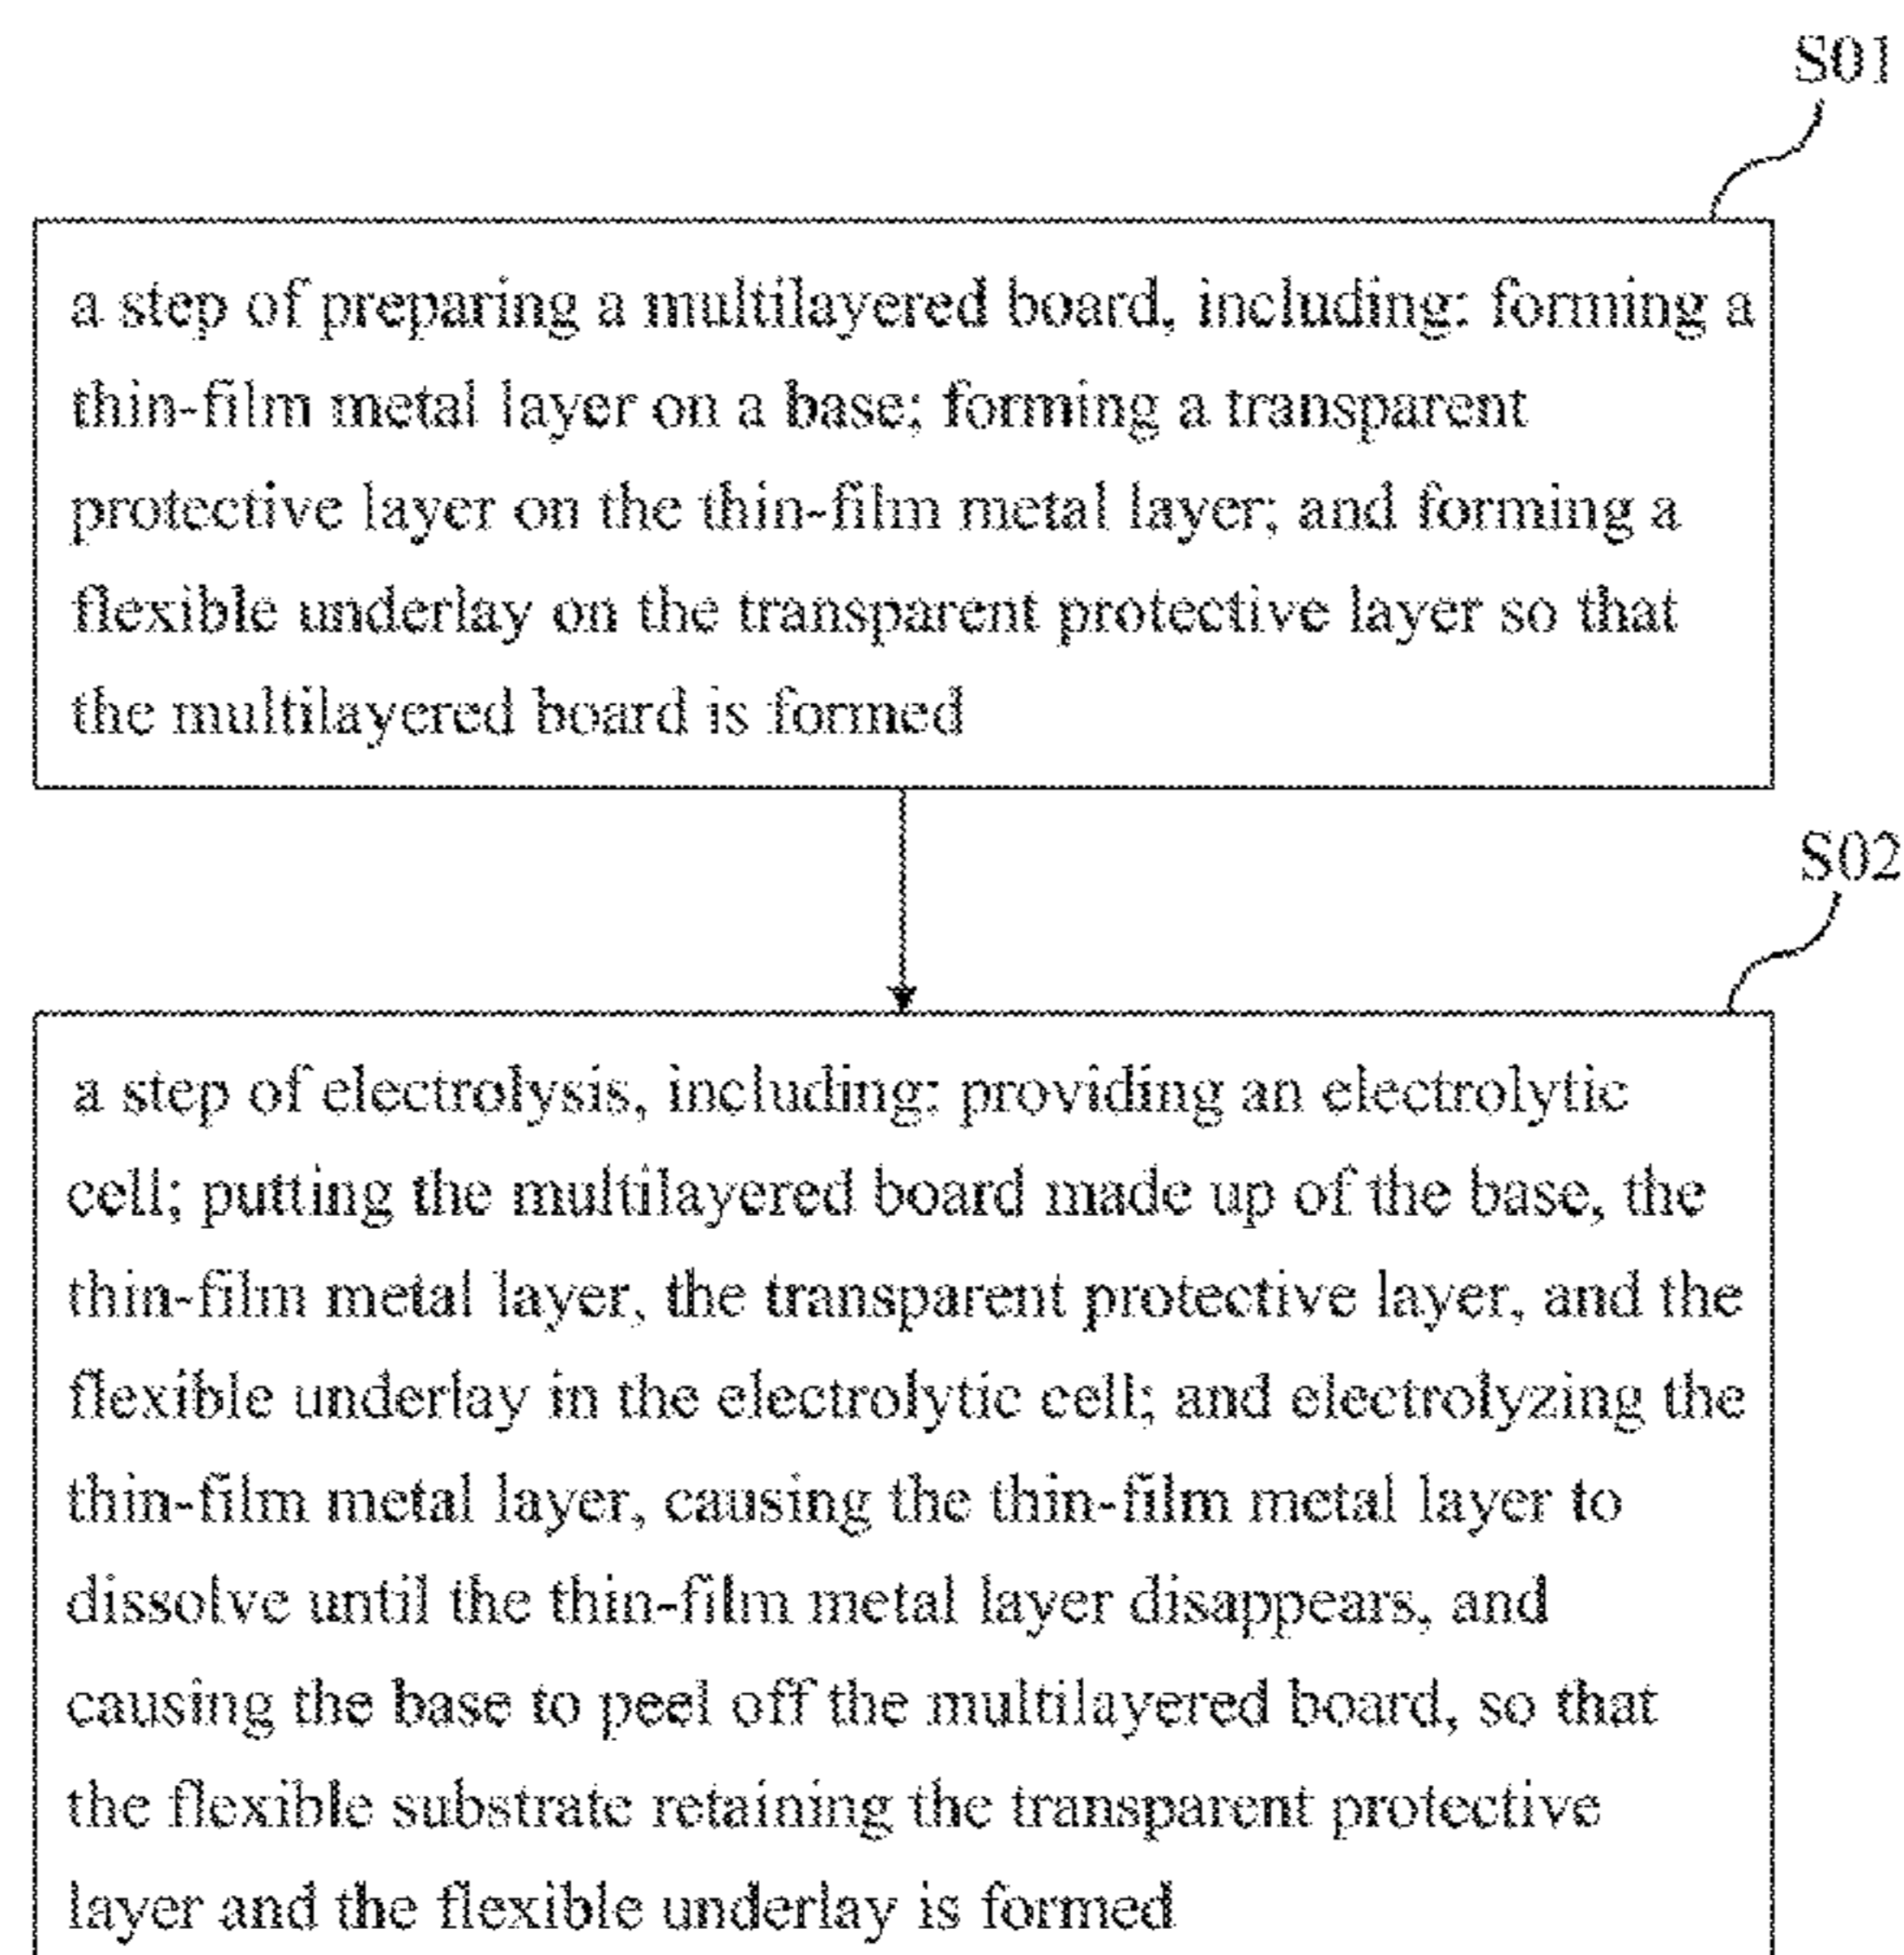 S01
a step of preparing a multilayered board, including: forming a
thin-film metal layer on a base; forming a transparent
protective layer on the thin-film metal layer; and forming a
flexible underlay on the transparent protective layer so that
the multilayered board is formed
S02
a step of electrolysis, including: providing an electrolytic
cell; putting the multilayered board made up of the base, the
thin-film metal layer, the transparent protective layer, and the
flexible underlay in the electrolytic cell; and electrolyzing the
thin-film metal layer, causing the thin-film metal layer to
dissolve until the thin-film metal layer disappears, and
causing the base to peel off the multilayered board, so that
the flexible substrate retaining the transparent protective
layer and the flexible underlay is formed